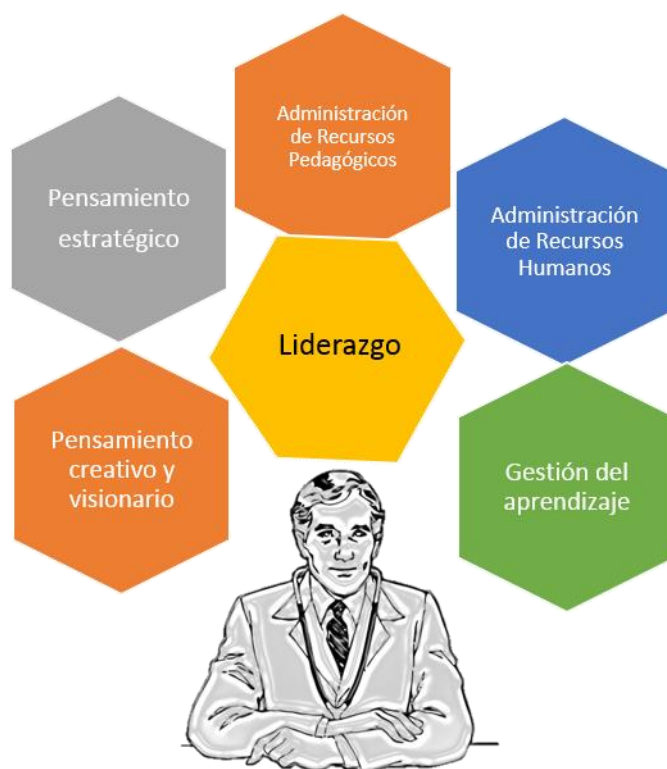 Administración
de Recursos
Pedagógicos
Pensamiento
estratégico
Administración
de Recursos
Humanos
Liderazgo
Pensamiento
creativo y
visionario
Gestión del
aprendizaje